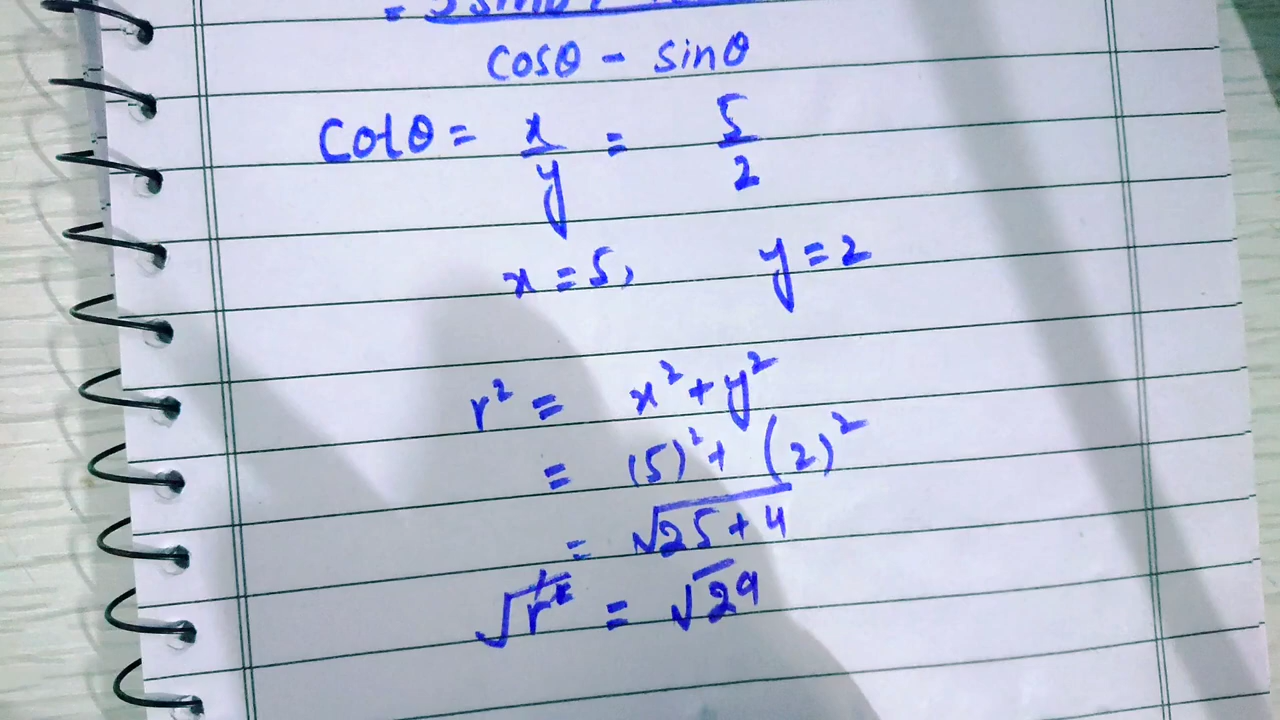 cosθ - sinθ
Cotθ = x/y = 5/2
x = 5, y = 2
r² = x² + y²
= (5)² + (2)²
= √25 + 4
√r² = √29